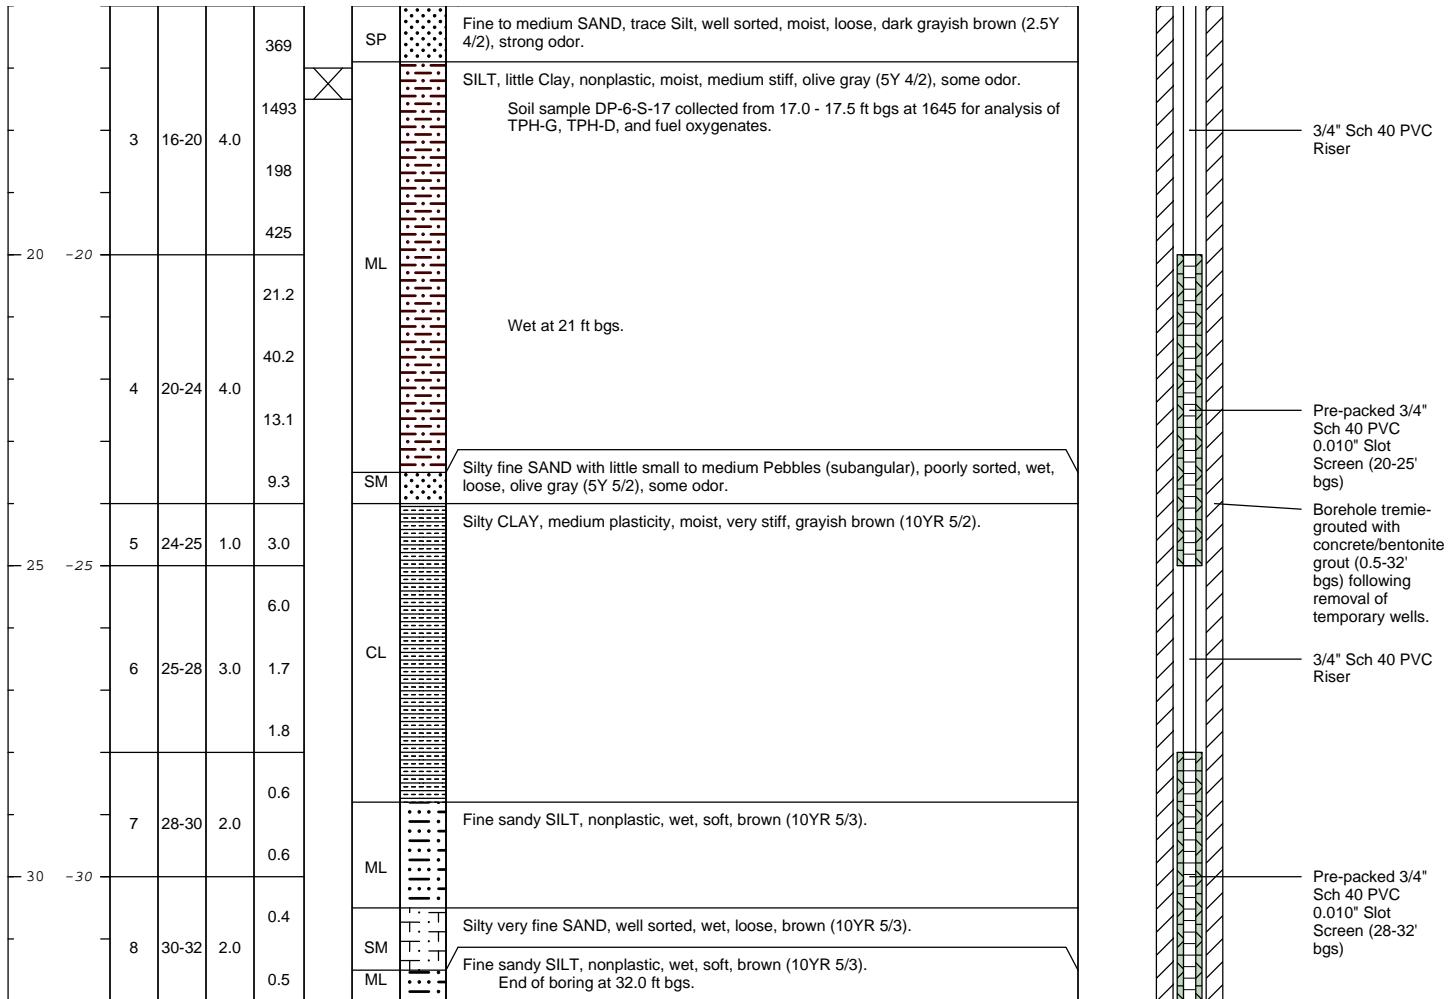 369
SP
Fine to medium SAND, trace Silt, well sorted, moist, loose, dark grayish brown (2.5Y
4/2), strong odor.
SILT, little Clay, nonplastic, moist, medium stiff, olive gray (5Y 4/2), some odor.
1493
Soil sample DP-6-S-17 collected from 17.0 - 17.5 ft bgs at 1645 for analysis of
TPH-G, TPH-D, and fuel oxygenates.
3 16-20 4.0
3/4" Sch 40 PVC
Riser
198
425
20 -20
ML
21.2
Wet at 21 ft bgs.
40.2
4 20-24 4.0
13.1
Pre-packed 3/4"
Sch 40 PVC
0.010" Slot
Screen (20-25'
bgs)
9.3
SM
Silty fine SAND with little small to medium Pebbles (subangular), poorly sorted, wet,
loose, olive gray (5Y 5/2), some odor.
Silty CLAY, medium plasticity, moist, very stiff, grayish brown (10YR 5/2).
5 24-25 1.0 3.0
Borehole tremie-
grouted with
concrete/bentonite
grout (0.5-32'
bgs) following
removal of
temporary wells.
25 -25
6.0
CL
6 25-28 3.0 1.7
3/4" Sch 40 PVC
Riser
1.8
0.6
7 28-30 2.0
Fine sandy SILT, nonplastic, wet, soft, brown (10YR 5/3).
0.6
ML
30 -30
Pre-packed 3/4"
Sch 40 PVC
0.010" Slot
Screen (28-32'
bgs)
0.4
Silty very fine SAND, well sorted, wet, loose, brown (10YR 5/3).
8 30-32 2.0
SM
Fine sandy SILT, nonplastic, wet, soft, brown (10YR 5/3).
0.5
ML
End of boring at 32.0 ft bgs.